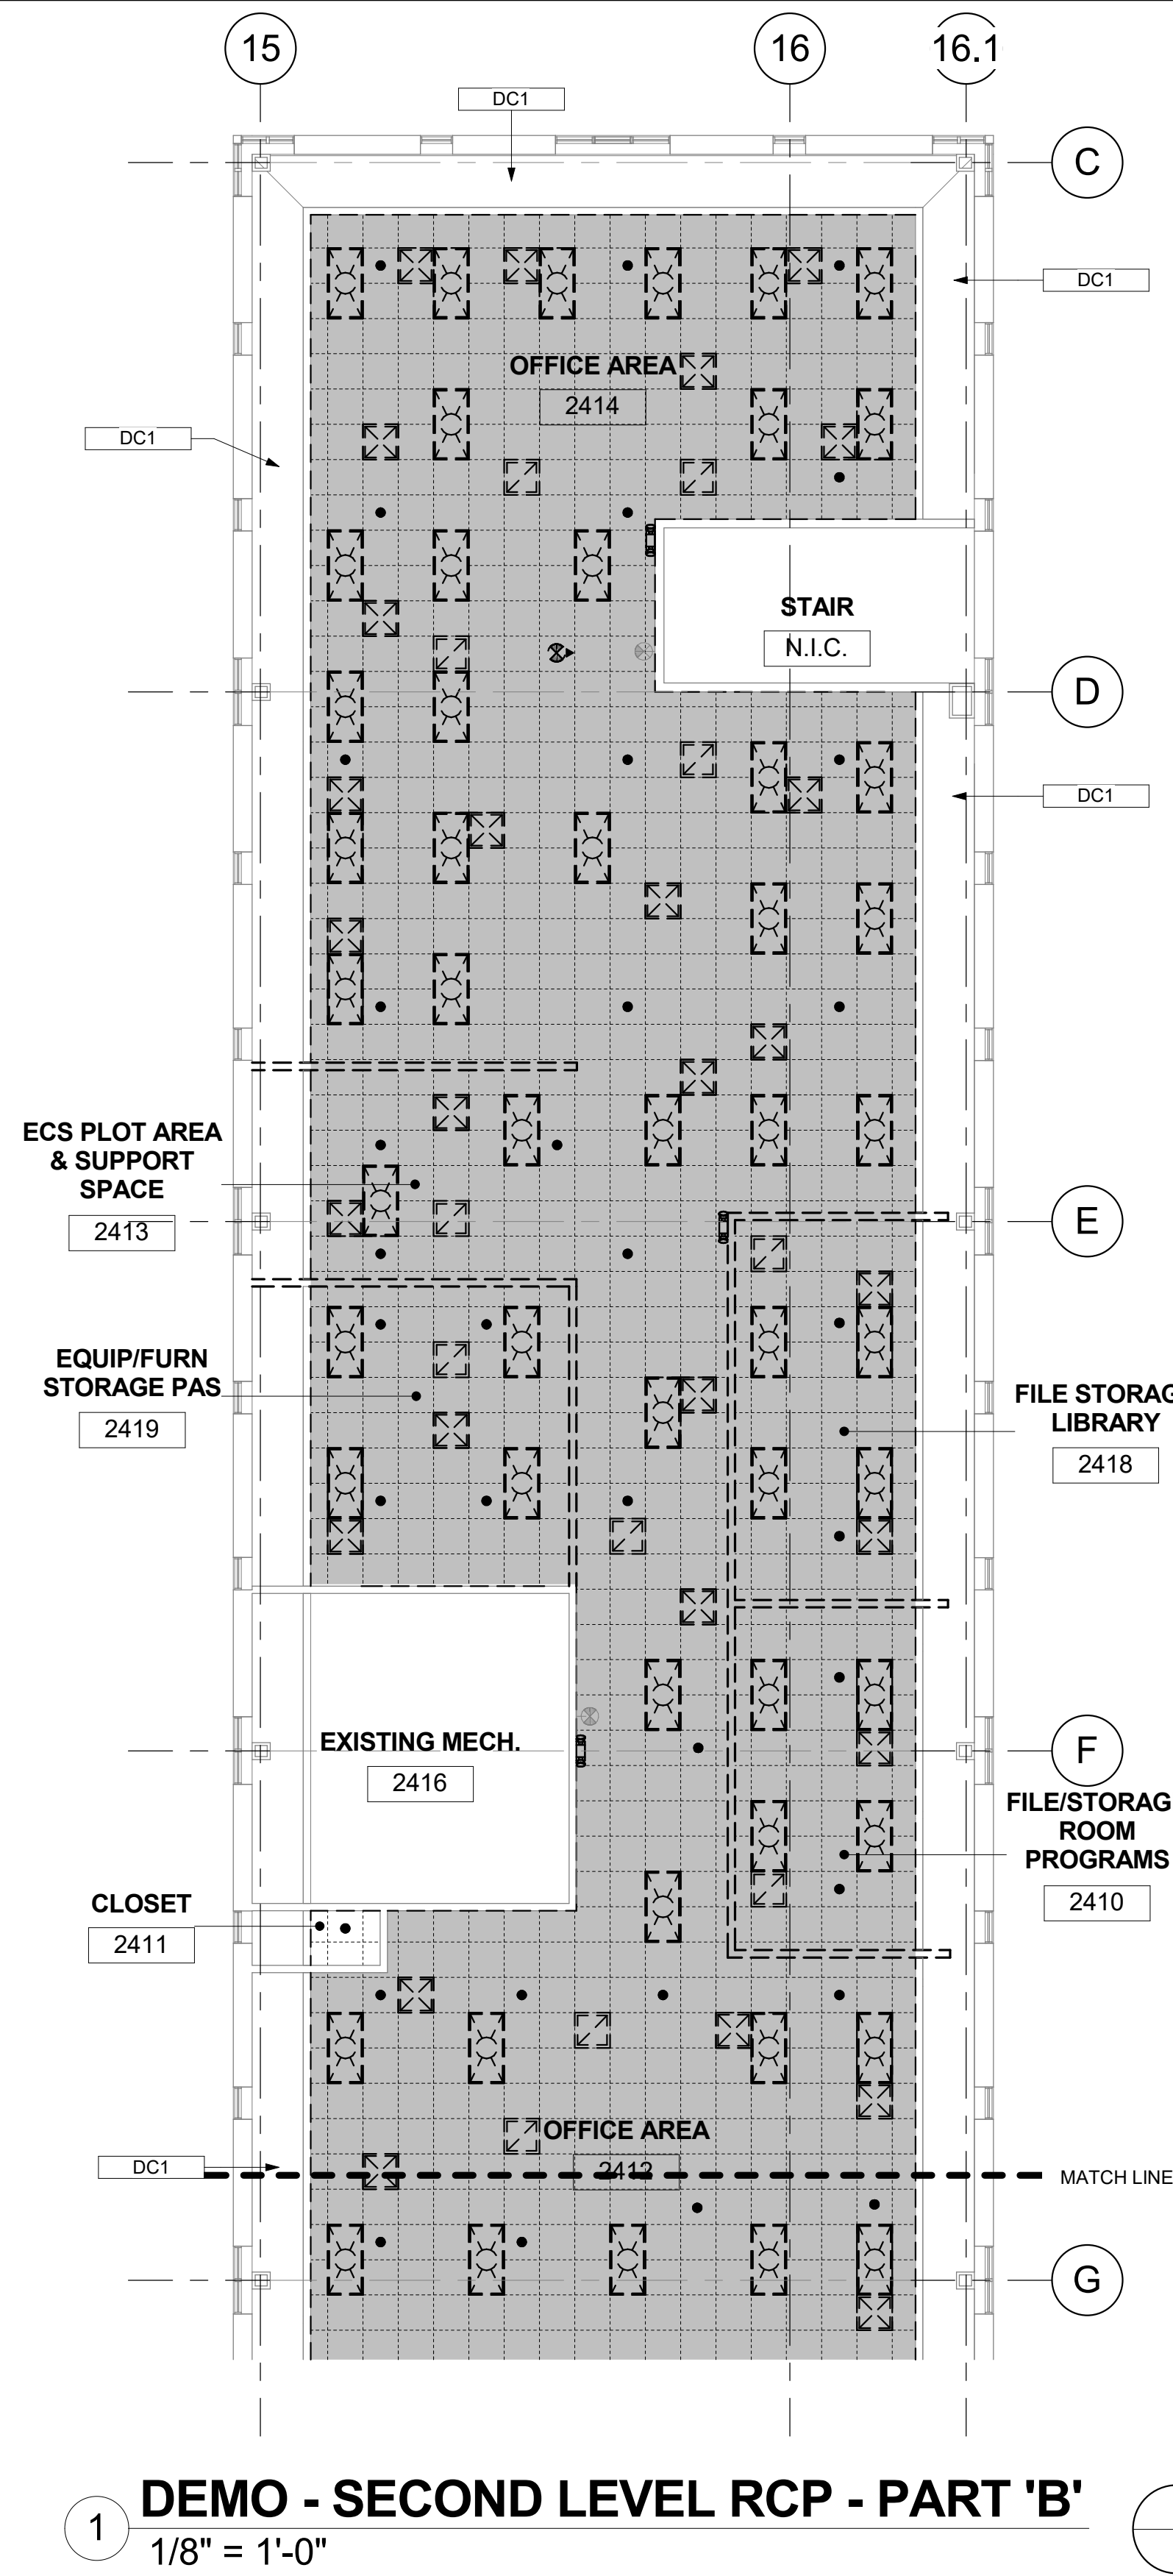 15
16
16.1
DC1
C
DC1
OFFICE AREA
2414
DC1
STAIR
N.I.C.
D
DC1
ECS PLOT AREA
& SUPPORT
SPACE
2413
E
EQUIP/FURN
STORAGE PAS
2419
FILE STORAG
LIBRARY
2418
EXISTING MECH.
2416
F
FILE/STORAG
ROOM
PROGRAMS
2410
CLOSET
2411
OFFICE AREA
2412
DC1
MATCH LINE
G
1
DEMO - SECOND LEVEL RCP - PART 'B'
1/8" = 1'-0"